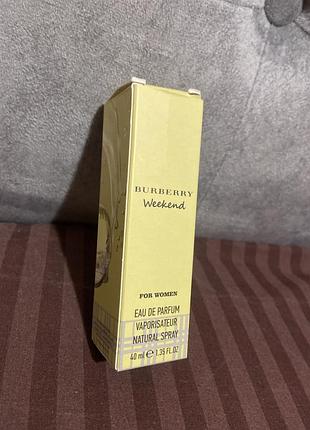 BURBERRY
Weekend
FOR WOMEN
EAU DE PARFUM
VAPORISATEUR
NATURAL SPRAY
40 ml e 1.35 FL.OZ